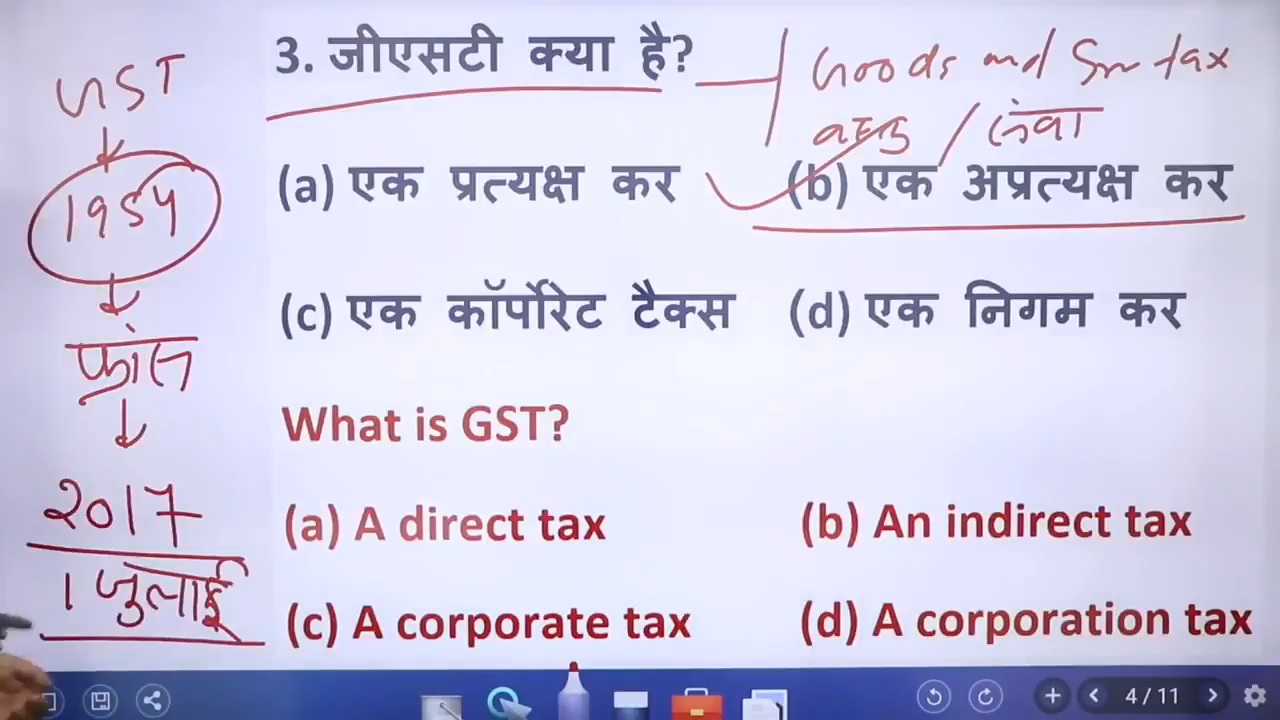 3. जीएसटी क्या है?
Goods and Ser tax
वस्तु / सेवा
(a) एक प्रत्यक्ष कर
(b) एक अप्रत्यक्ष कर
(c) एक कॉर्पोरेट टैक्स
(d) एक निगम कर
What is GST?
(a) A direct tax
(b) An indirect tax
(c) A corporate tax
(d) A corporation tax
GST
1954
फ्रांस
2017
1 जुलाई
4 / 11